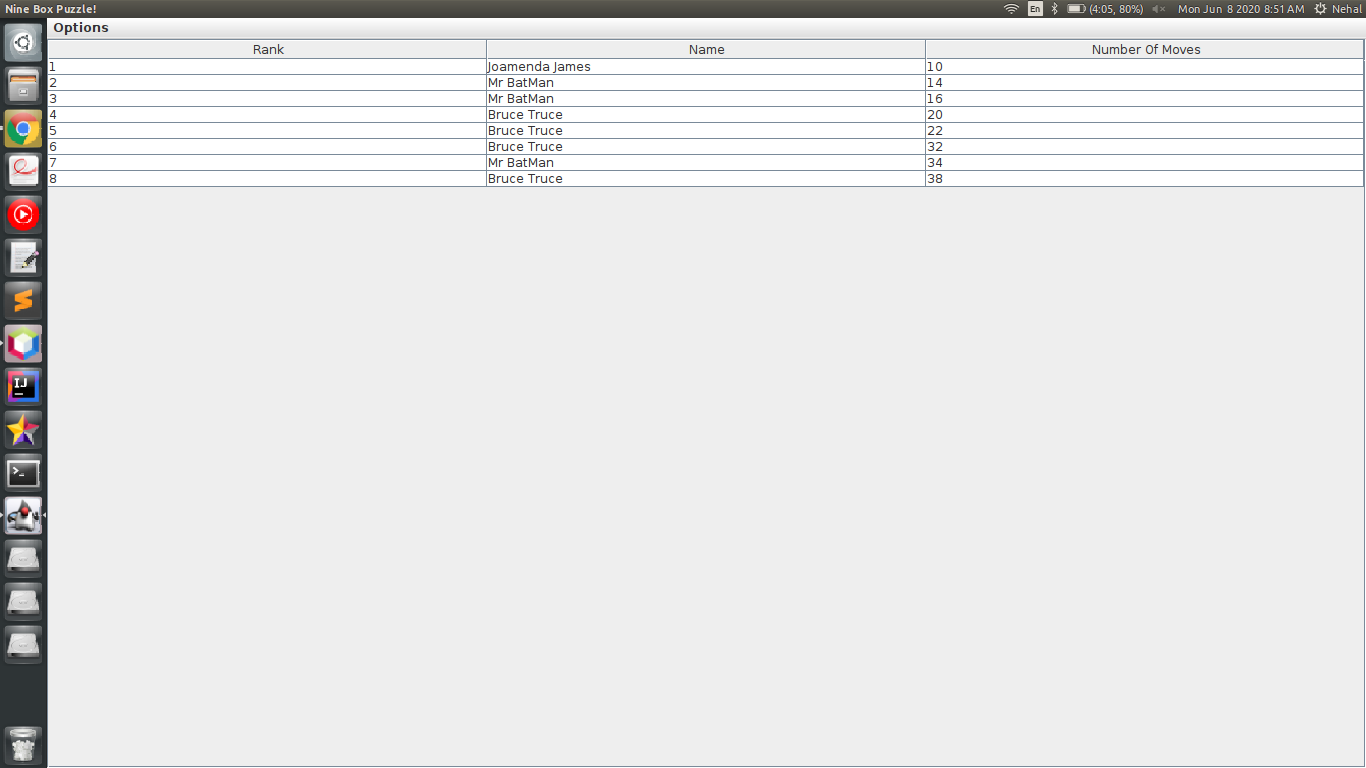 Nine Box Puzzle! En (4:05, 80%) Mon Jun 8 2020 8:51 AM Nehal
Options
Rank Name Number Of Moves
1 Joamenda James 10
2 Mr BatMan 14
3 Mr BatMan 16
4 Bruce Truce 20
5 Bruce Truce 22
6 Bruce Truce 32
7 Mr BatMan 34
8 Bruce Truce 38
IJ
>_